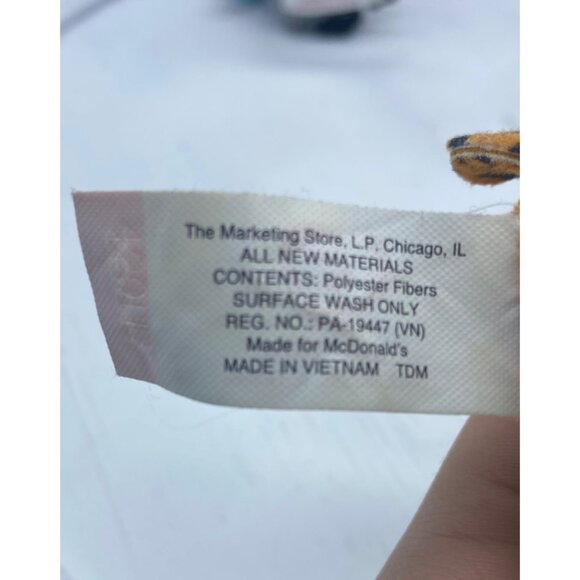 The Marketing Store, L.P. Chicago, IL
ALL NEW MATERIALS
CONTENTS: Polyester Fibers
SURFACE WASH ONLY
REG. NO.: PA-19447 (VN)
Made for McDonald's
MADE IN VIETNAM TDM